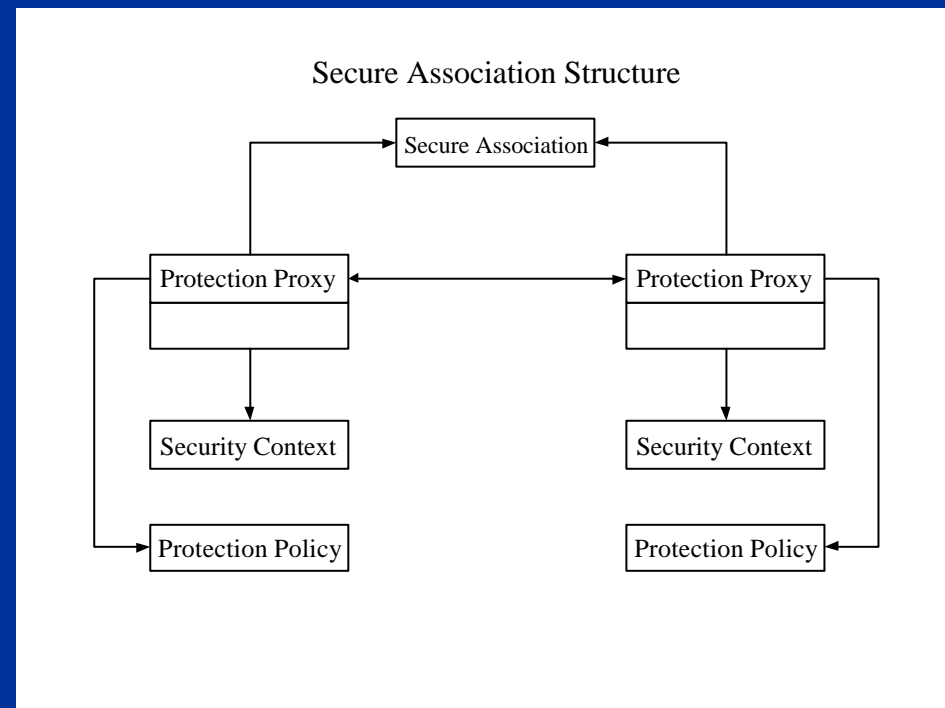 Secure Association Structure
Secure Association
Protection Proxy
Protection Proxy
Security Context
Security Context
Protection Policy
Protection Policy